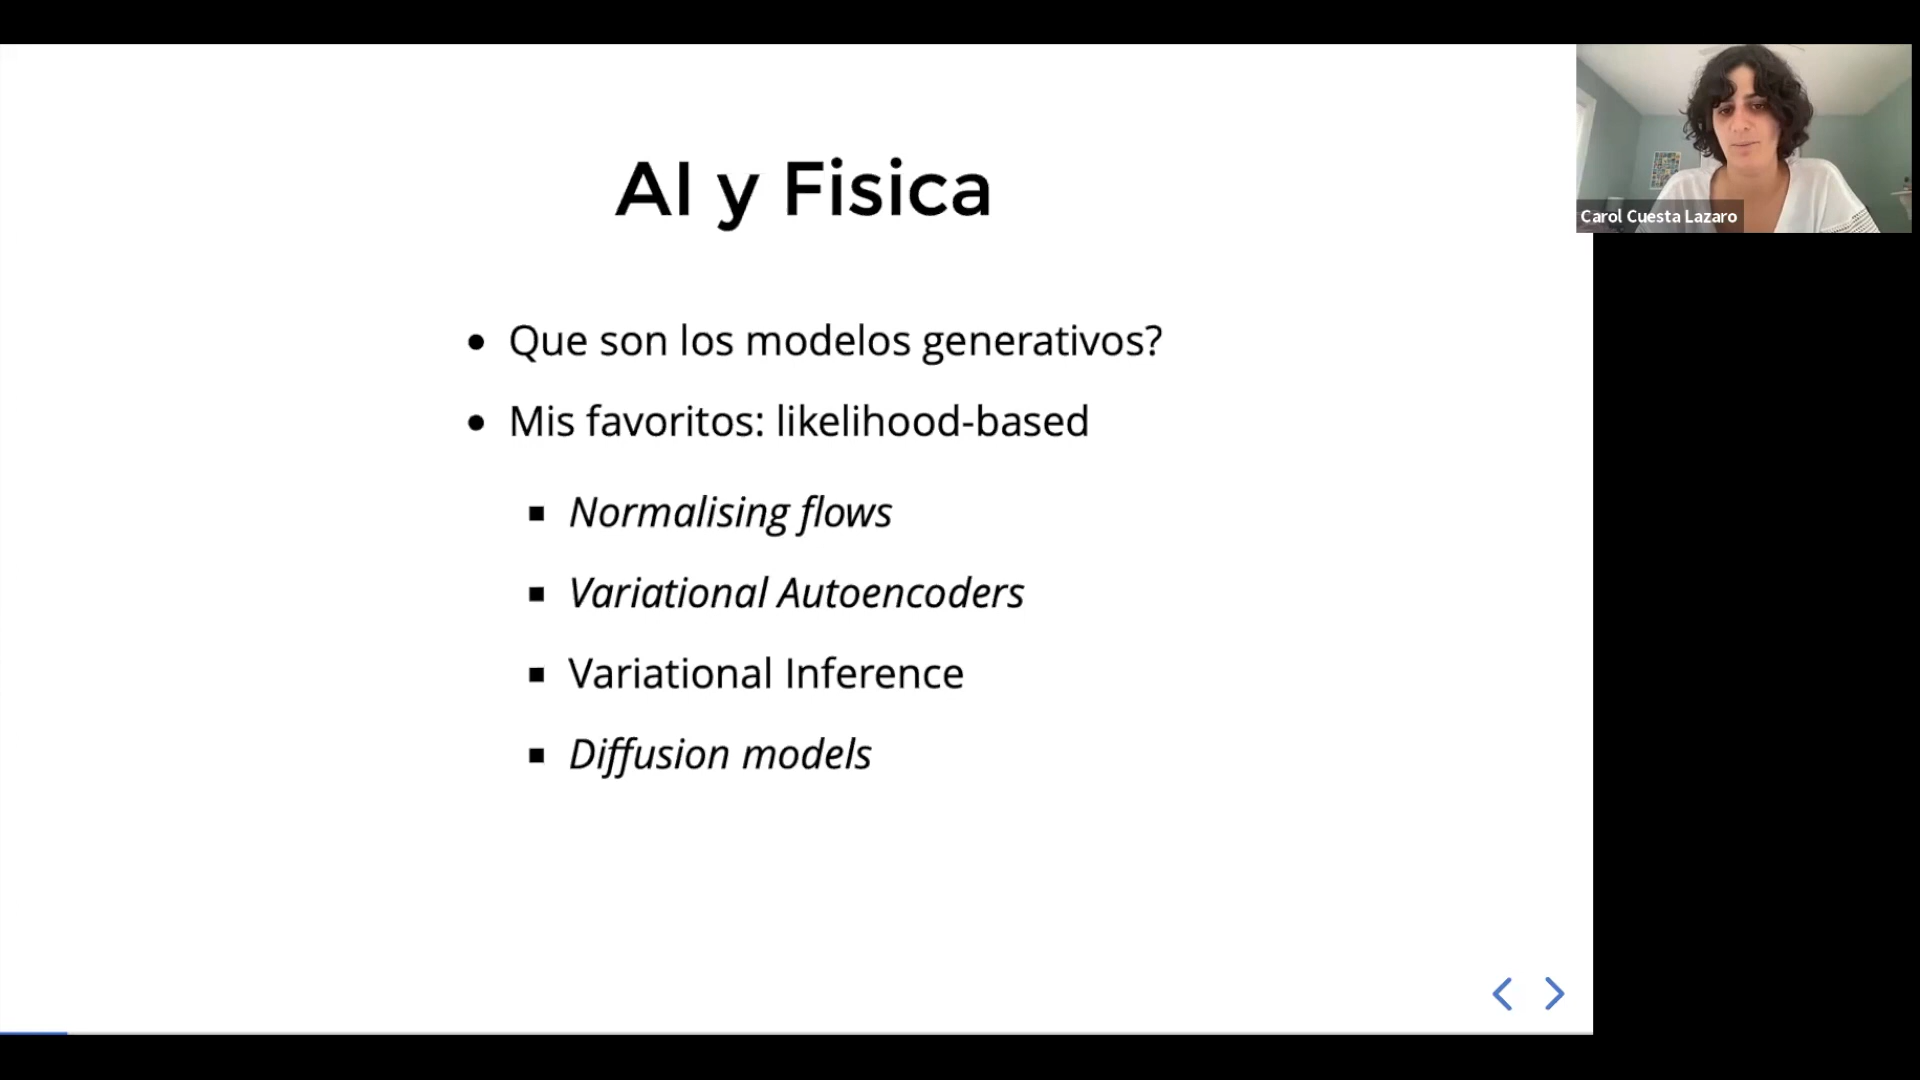 AI y Fisica
Que son los modelos generativos?
Mis favoritos: likelihood-based
Normalising flows
Variational Autoencoders
Variational Inference
Diffusion models
Carol Cuesta Lazaro